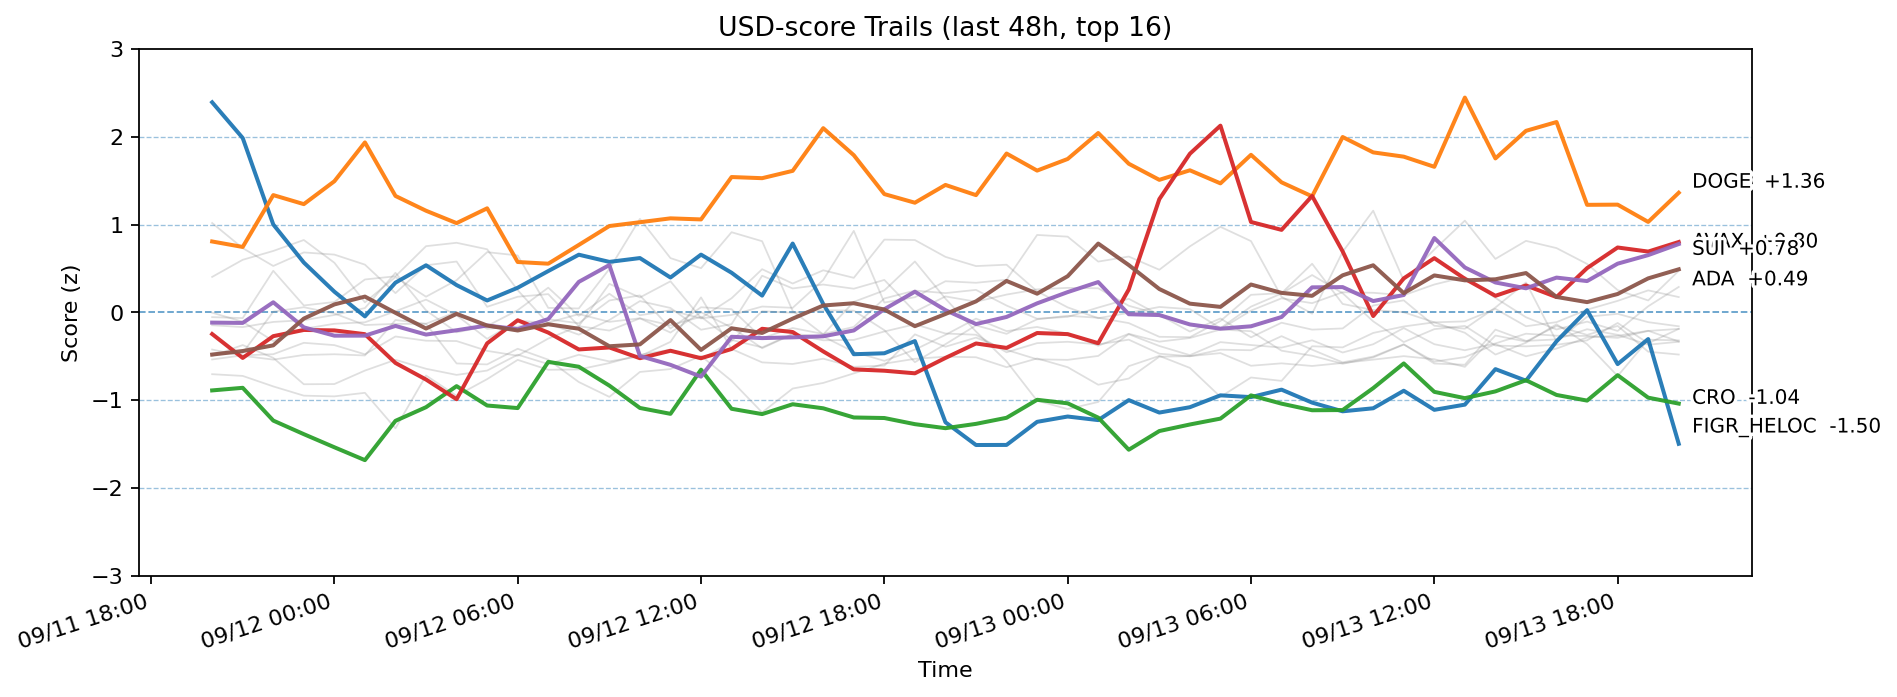 USD-score Trails (last 48h, top 16)
3
2
1
0
−1
−2
−3
Score (z)
DOGE +1.36
SUI +0.78
ADA +0.49
CRO -1.04
FIGR_HELOC -1.50
09/11 18:00
09/12 00:00
09/12 06:00
09/12 12:00
09/12 18:00
09/13 00:00
09/13 06:00
09/13 12:00
09/13 18:00
Time